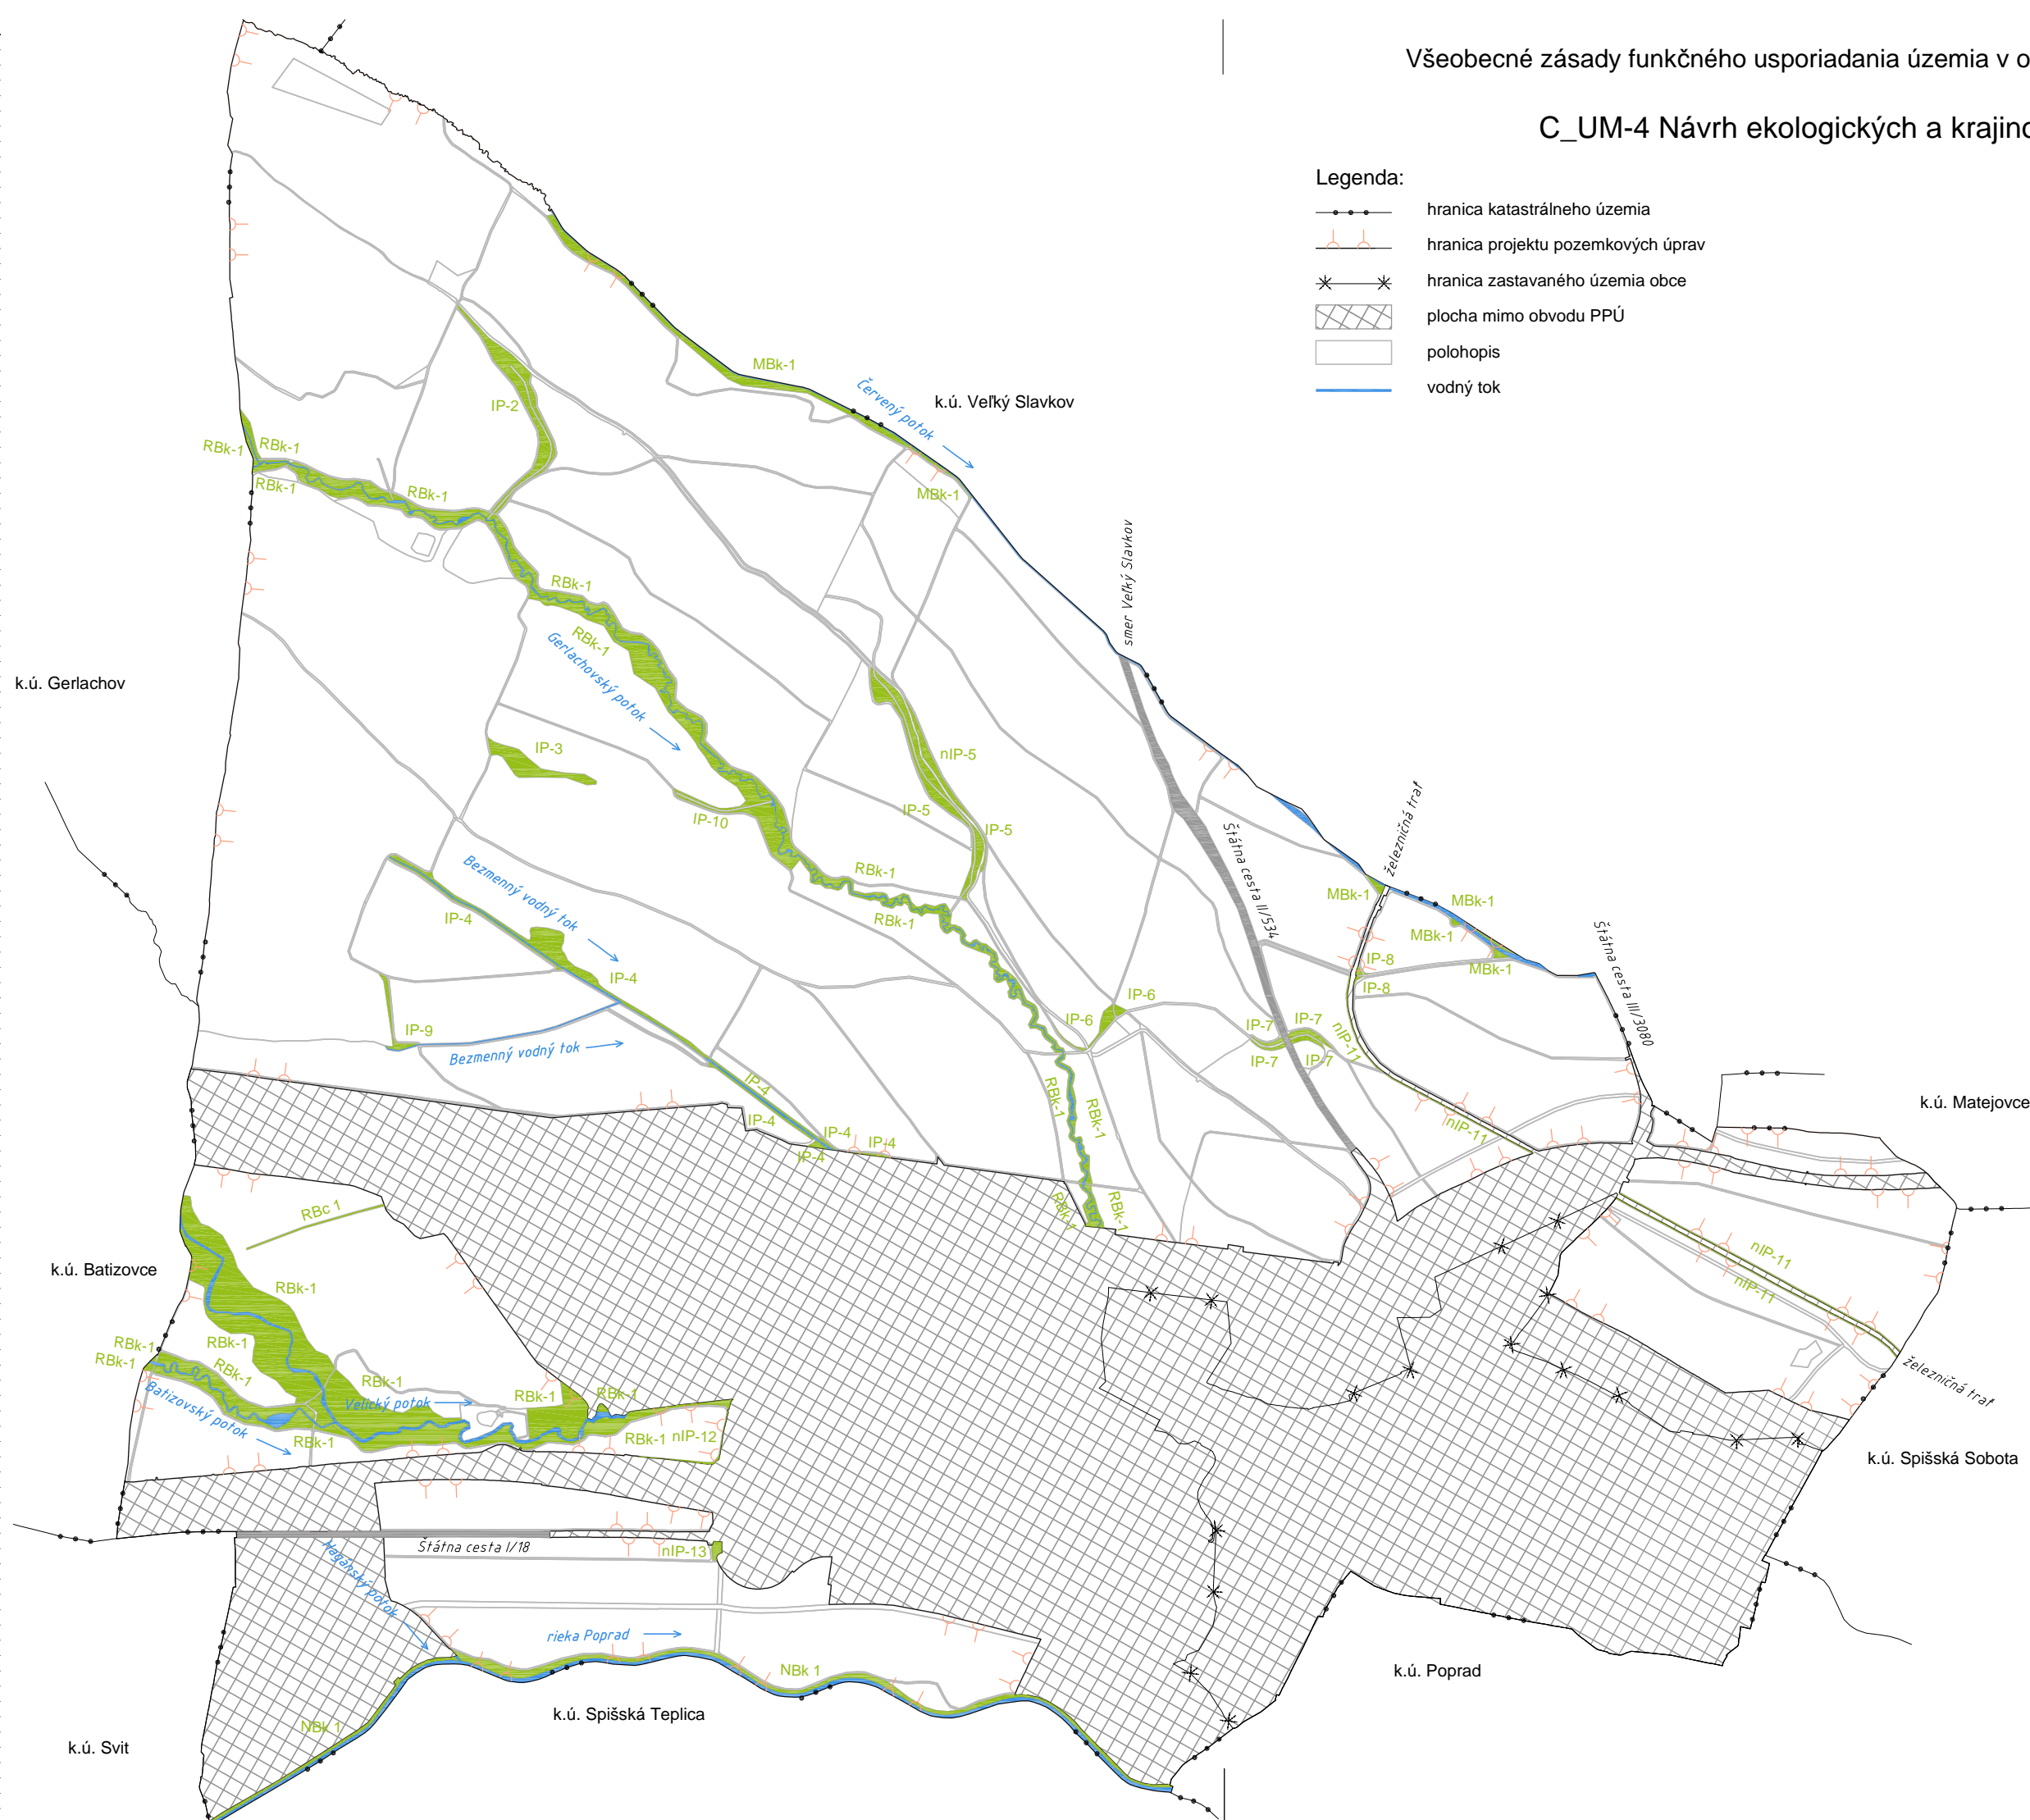 Všeobecné zásady funkčného usporiadania územia v o
C_UM-4 Návrh ekologických a krajino
Legenda:
hranica katastrálneho územia
hranica projektu pozemkových úprav
hranica zastavaného územia obce
plocha mimo obvodu PPÚ
polohopis
vodný tok
MBk-1
Červený potok
k.ú. Veľký Slavkov
IP-2
RBk-1
RBk-1
RBk-1
RBk-1
MBk-1
smer Veľký Slavkov
RBk-1
RBk-1
Gerlachovský potok
k.ú. Gerlachov
IP-3
nIP-5
IP-10
IP-5
IP-5
železničná trať
Štátna cesta II/534
Bezmenný vodný tok
RBk-1
RBk-1
IP-4
MBk-1
MBk-1
MBk-1
MBk-1
Štátna cesta III/3080
IP-8
IP-8
IP-4
IP-6
IP-6
IP-9
Bezmenný vodný tok
IP-7
IP-7
IP-7
IP-7
nIP-11
IP-4
IP-4
IP-4
IP-4
IP-4
RBk-1
RBk-1
nIP-11
k.ú. Matejovce
RBk-1
RBk-1
RBc 1
k.ú. Batizovce
nIP-11
nIP-11
RBk-1
RBk-1
RBk-1
RBk-1
RBk-1
RBk-1
RBk-1
RBk-1
Batizovský potok
Velický potok
RBk-1
RBk-1
nIP-12
železničná trať
k.ú. Spišská Sobota
Štátna cesta I/18
nIP-13
Hagánsky potok
rieka Poprad
NBk 1
NBk 1
k.ú. Spišská Teplica
k.ú. Poprad
k.ú. Svit